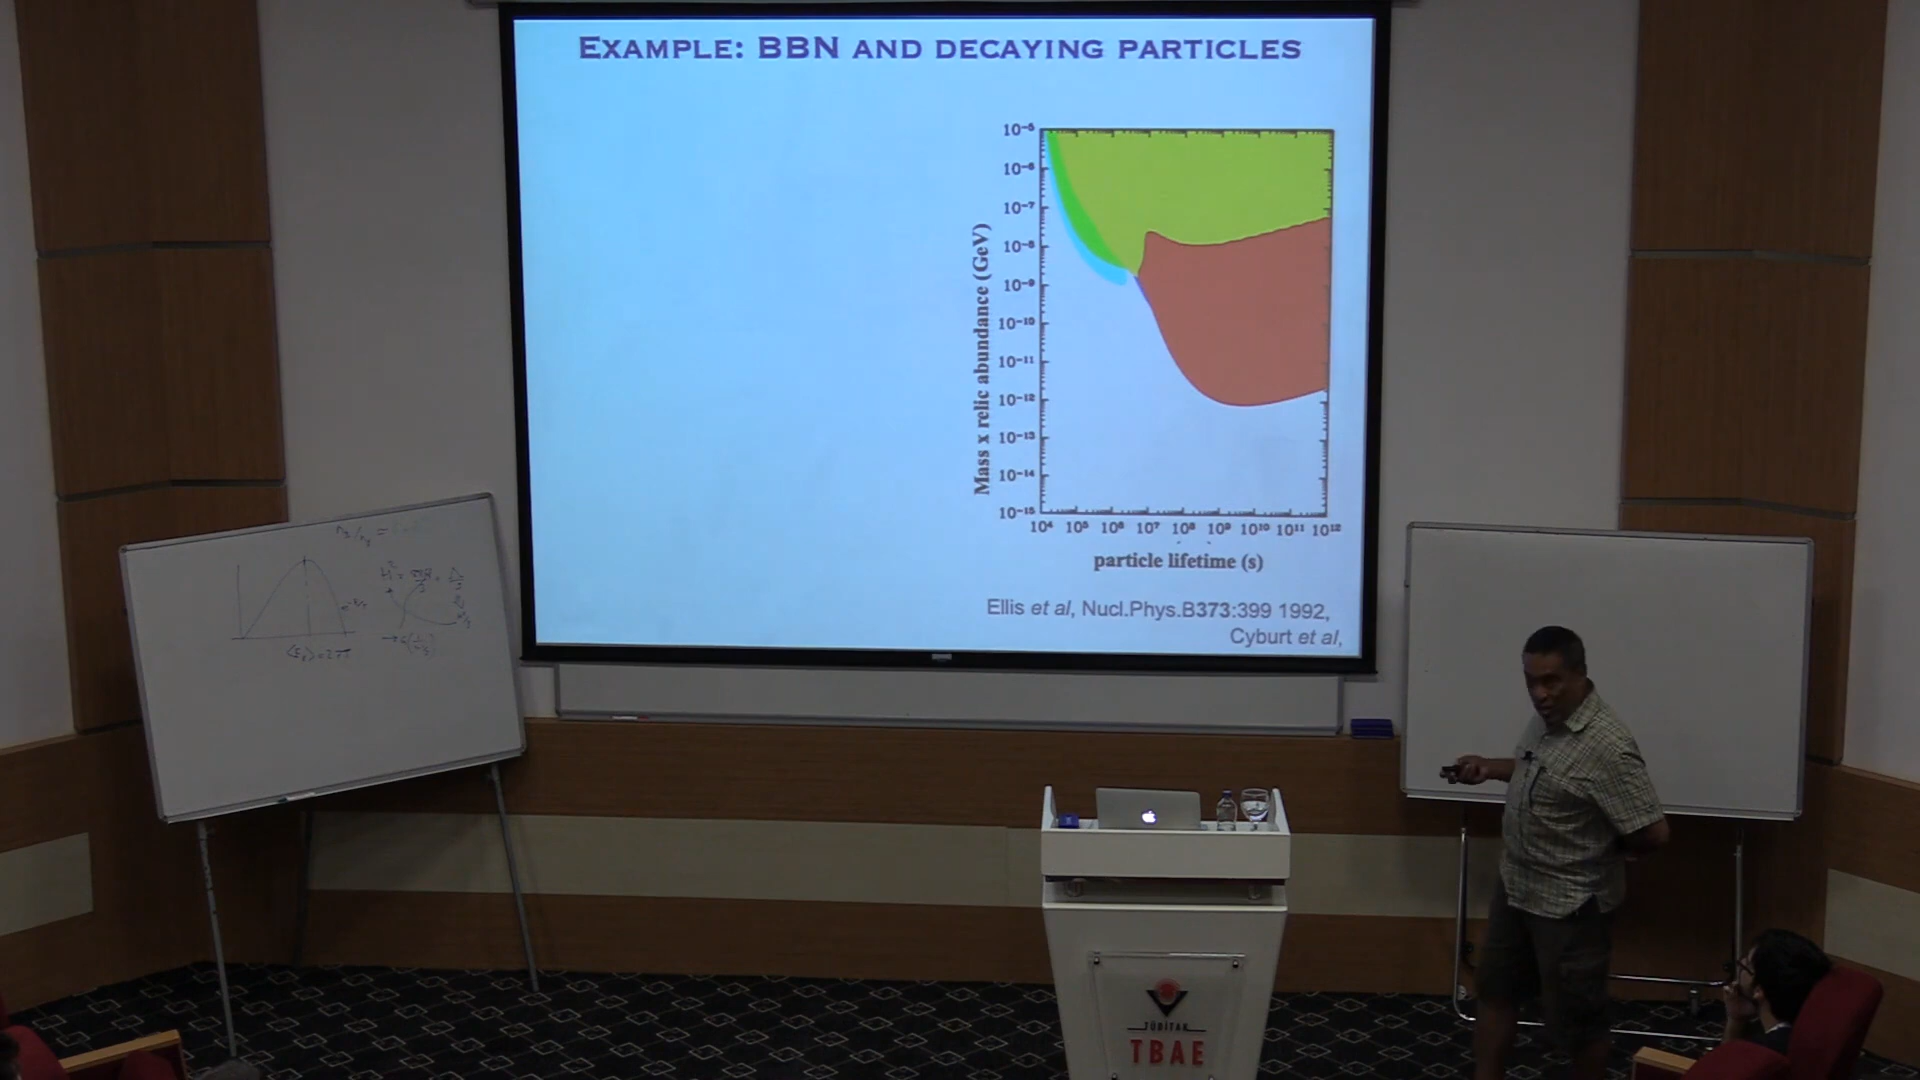 EXAMPLE: BBN AND DECAYING PARTICLES
Mass x relic abundance (GeV)
10⁻⁵
10⁻⁶
10⁻⁷
10⁻⁸
10⁻⁹
10⁻¹⁰
10⁻¹¹
10⁻¹²
10⁻¹³
10⁻¹⁴
10⁻¹⁵
10⁴ 10⁵ 10⁶ 10⁷ 10⁸ 10⁹ 10¹⁰ 10¹¹ 10¹²
particle lifetime (s)
Ellis et al, Nucl.Phys.B373:399 1992,
Cyburt et al,
TÜBİTAK
TBAE